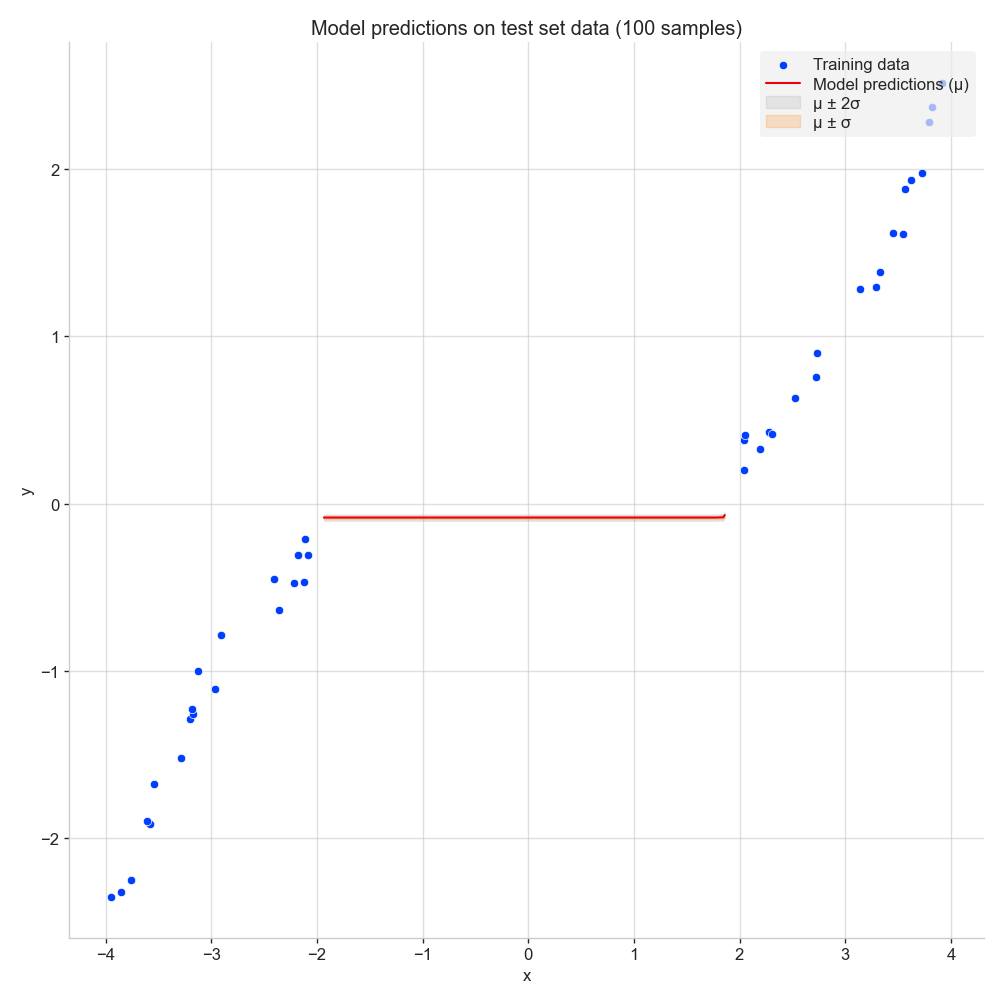 Model predictions on test set data (100 samples)
Training data
Model predictions (μ)
μ ± 2σ
μ ± σ
2
1
0
−1
−2
y
−4 −3 −2 −1 0 1 2 3 4
x